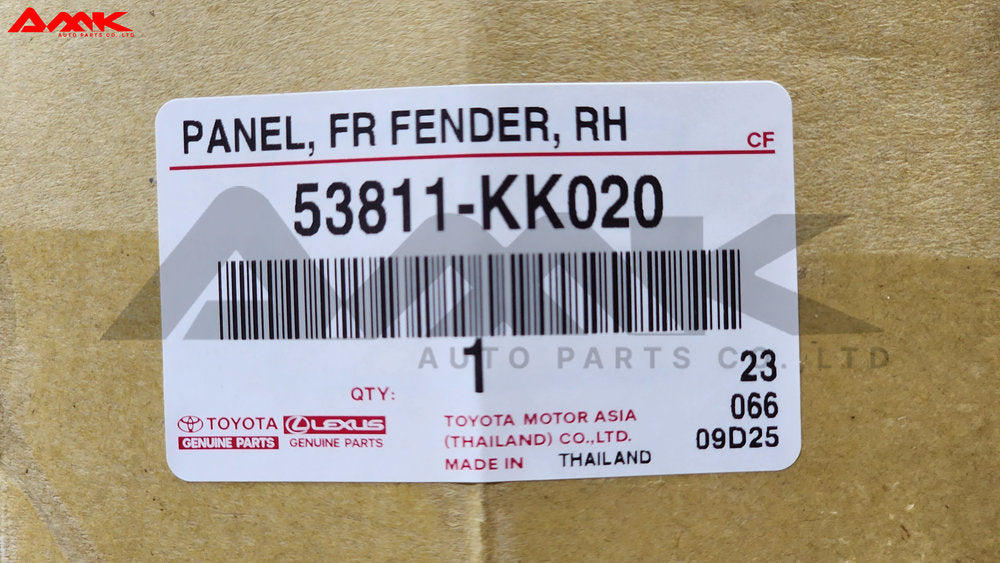 AMK
AUTO PARTS CO.,LTD
PANEL, FR FENDER, RH
CF
53811-KK020
AMK
AUTO PARTS CO.,LTD
1
QTY:
23
066
09D25
TOYOTA
GENUINE PARTS
LEXUS
GENUINE PARTS
TOYOTA MOTOR ASIA
(THAILAND) CO.,LTD.
MADE IN THAILAND